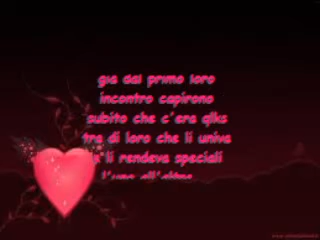 gia dal primo loro
incontro capirono
subito che c'era qlks
tra di loro che li univa
li rendeva speciali
l'uno all'altro